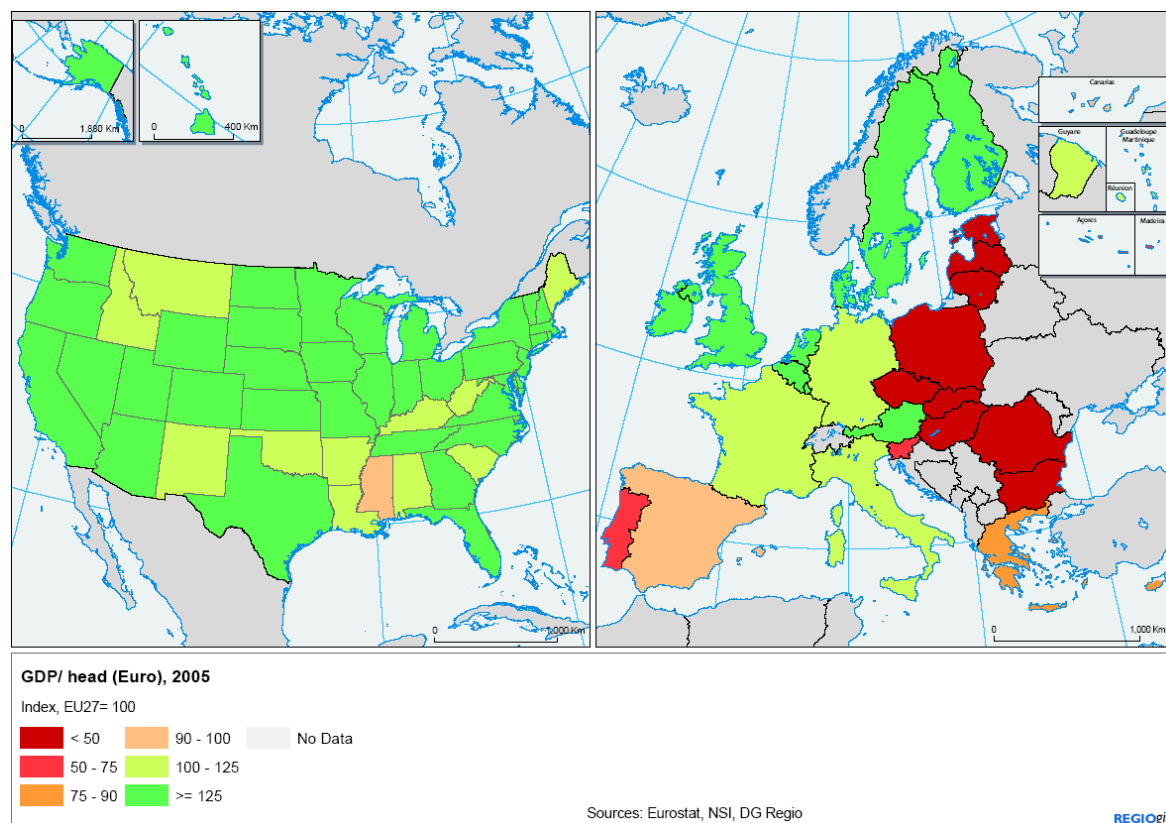 0 1,880 Km
0 400 Km
Canarias
Guyane
Guadeloupe
Martinique
Réunion
Açores
Madeira
0 1,000 Km
0 1,000 Km
GDP/ head (Euro), 2005
Index, EU27= 100
< 50 90 - 100 No Data
50 - 75 100 - 125
75 - 90 >= 125
Sources: Eurostat, NSI, DG Regio
REGIOgi